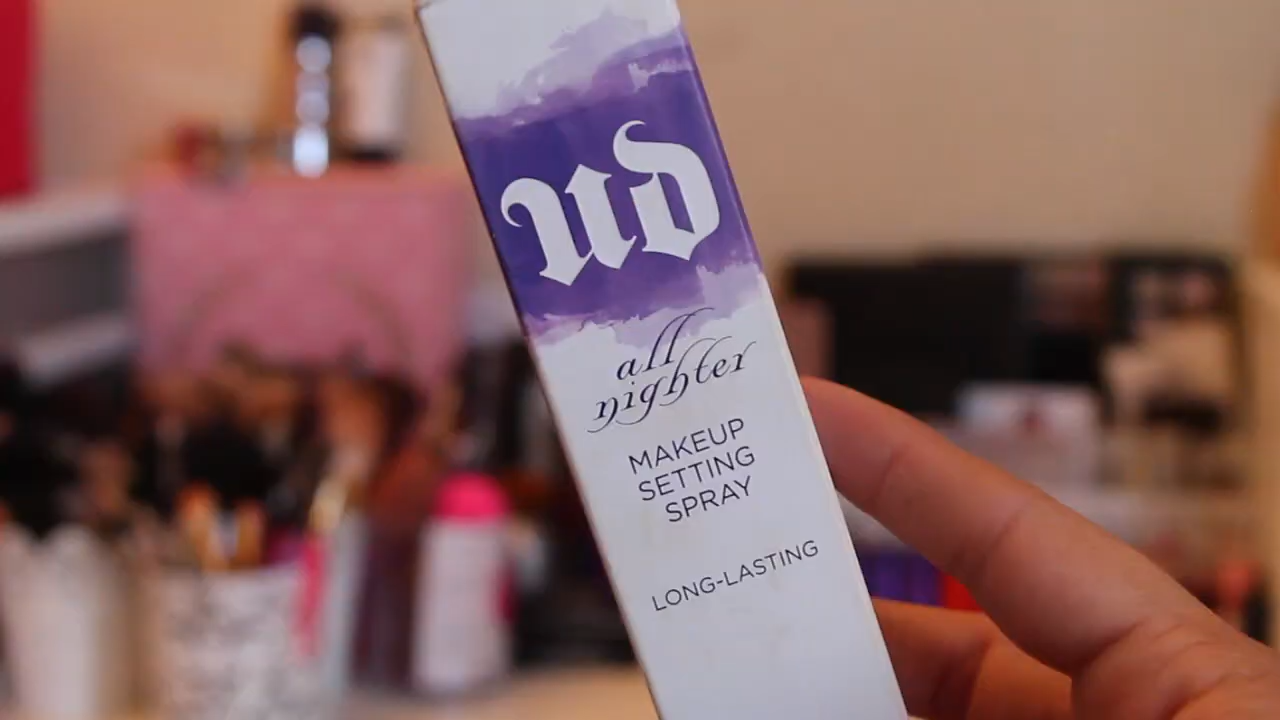 ud
all
nighter
MAKEUP
SETTING
SPRAY
LONG-LASTING